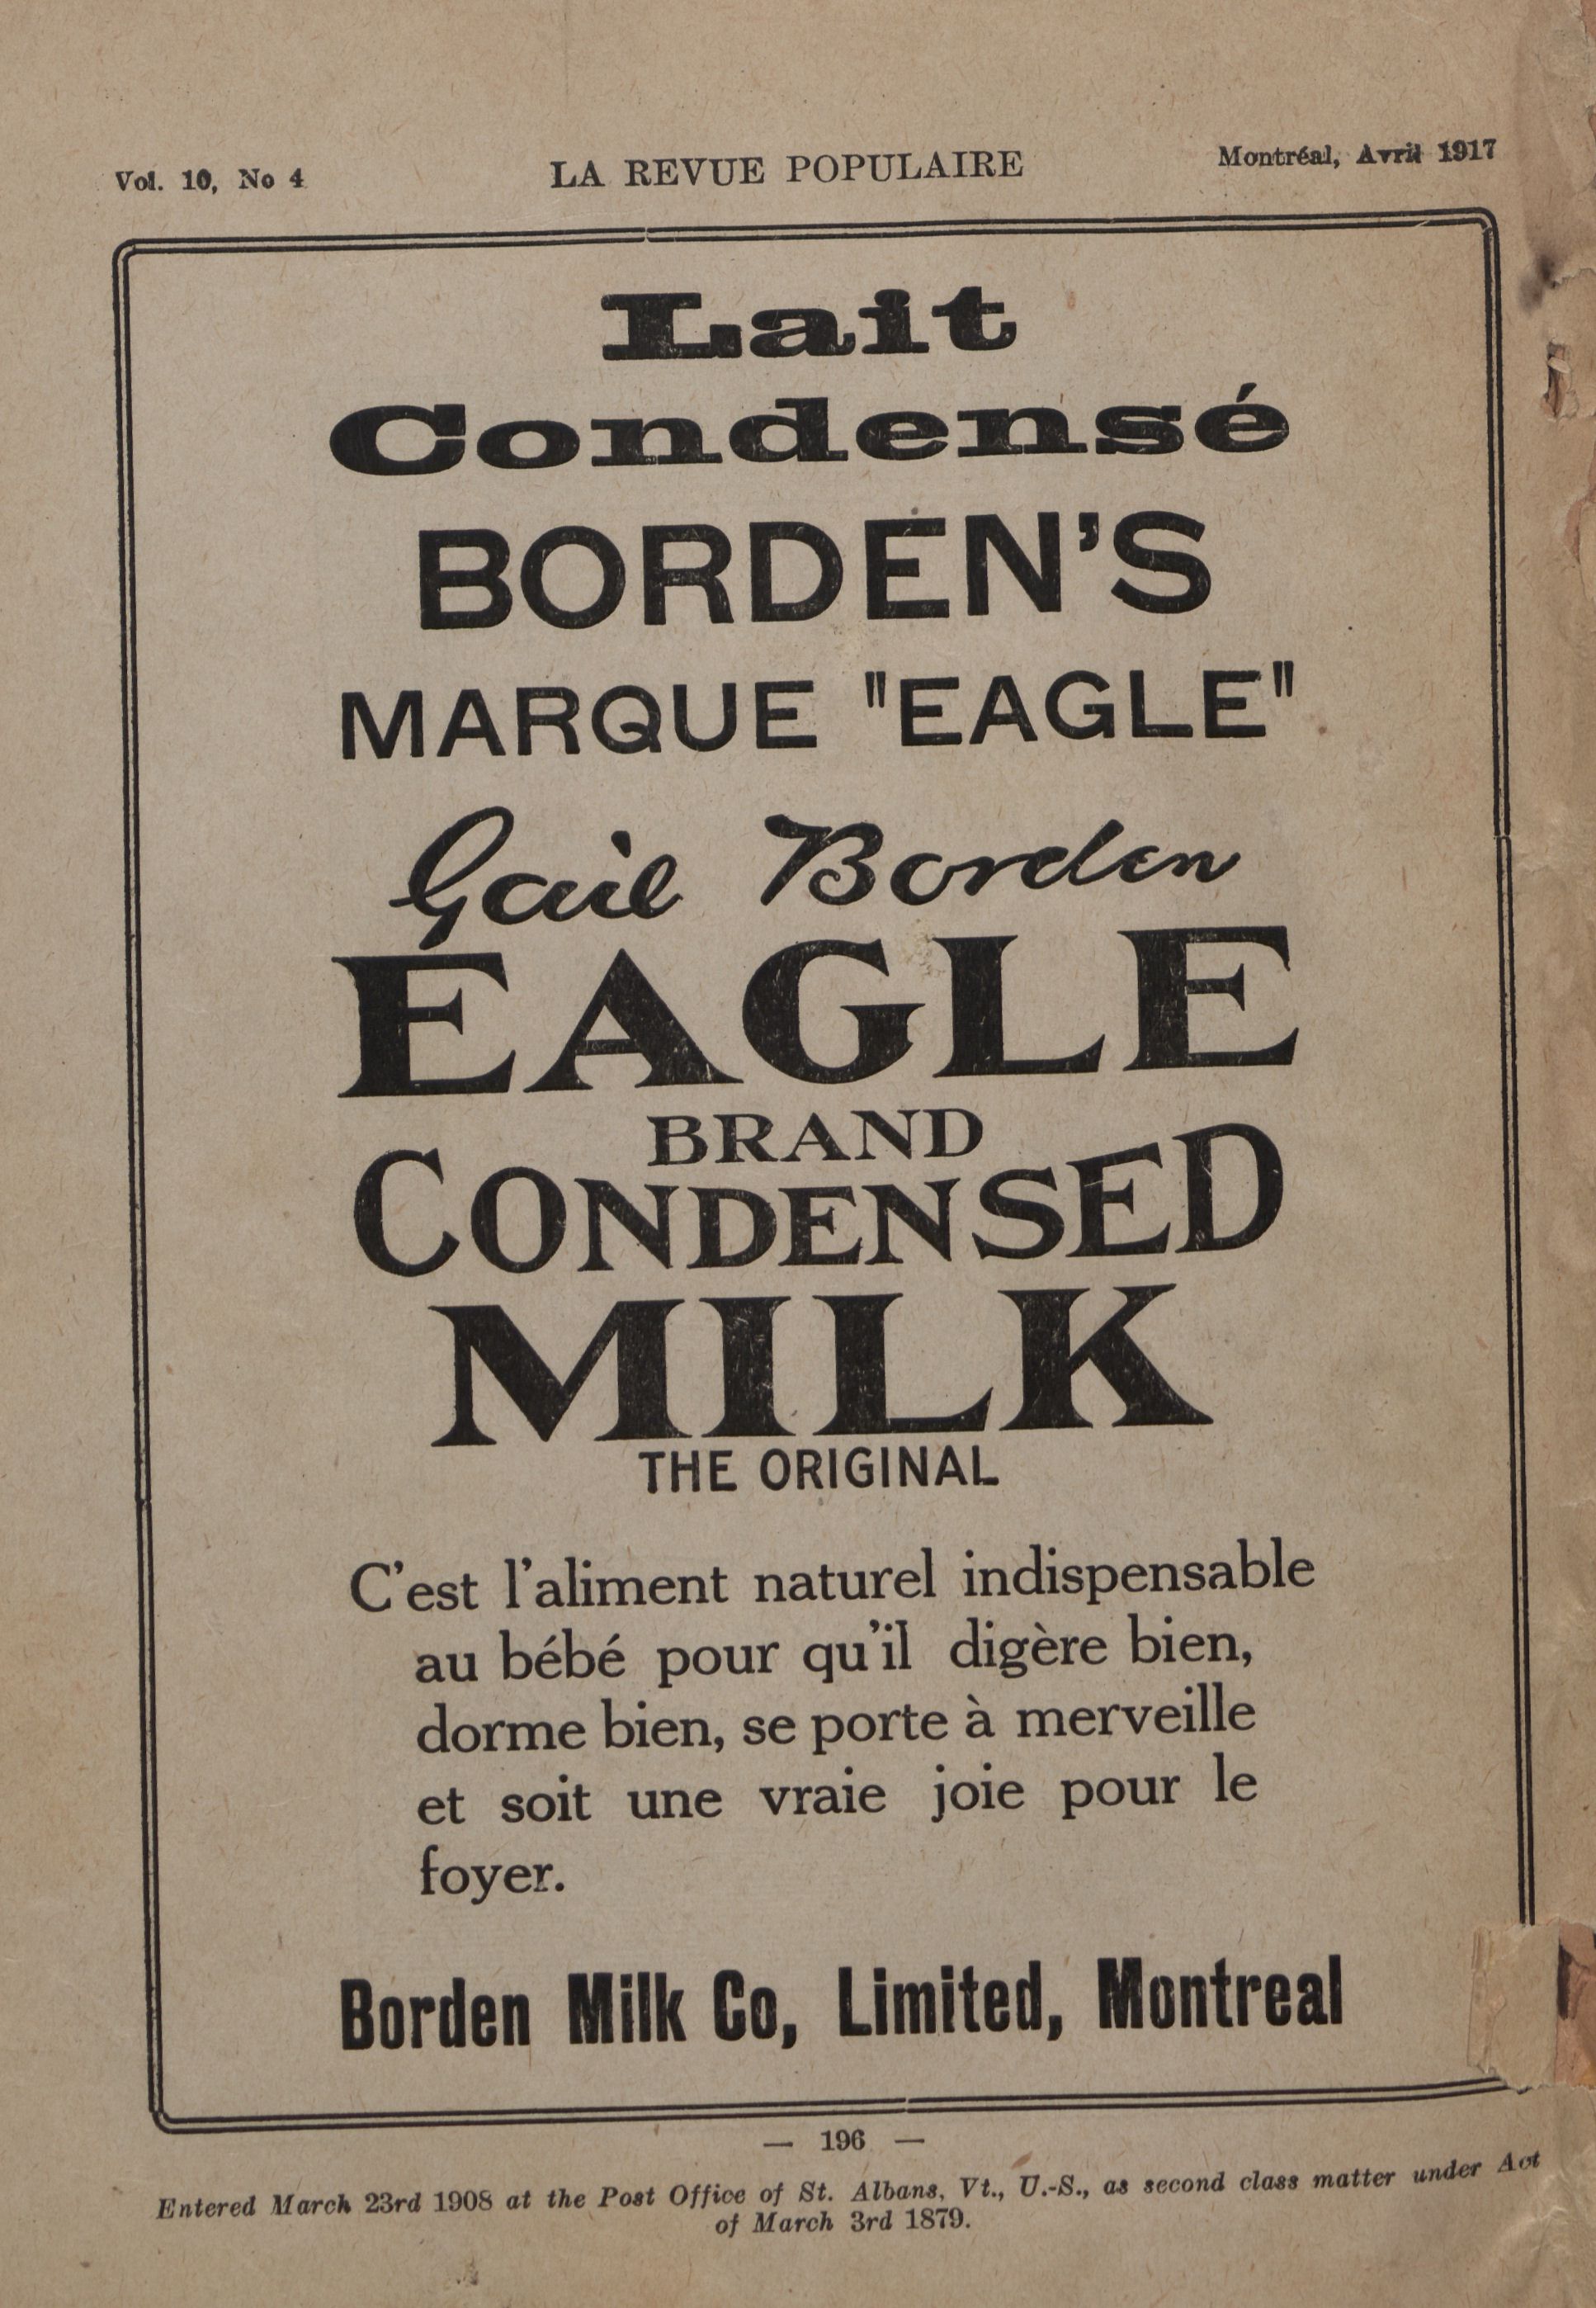 Vol. 10, No 4 LA REVUE POPULAIRE Montréal, Avril 1917
Lait
Condensé
BORDEN'S
MARQUE "EAGLE"
Gail Borden
EAGLE
BRAND
CONDENSED
MILK
THE ORIGINAL
C'est l'aliment naturel indispensable
au bébé pour qu'il digère bien,
dorme bien, se porte à merveille
et soit une vraie joie pour le
foyer.
Borden Milk Co, Limited, Montreal
— 196 —
Entered March 23rd 1908 at the Post Office of St. Albans, Vt., U.-S., as second class matter under Act
of March 3rd 1879.